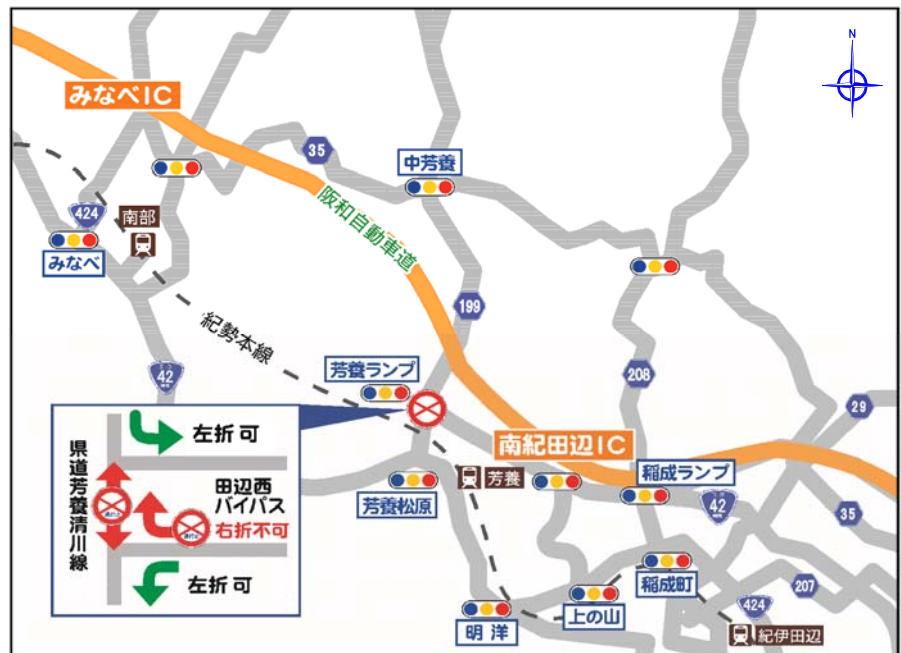 N
みなべIC
35
中芳養
阪和自動車道
424
南部
みなべ
199
紀勢本線
芳養ランプ
42
208
29
南紀田辺IC
県道芳養清川線
左折可
田辺西
バイパス
右折不可
左折可
芳養松原
芳養
稲成ランプ
42
35
稲成町
207
明洋
上の山
424
紀伊田辺